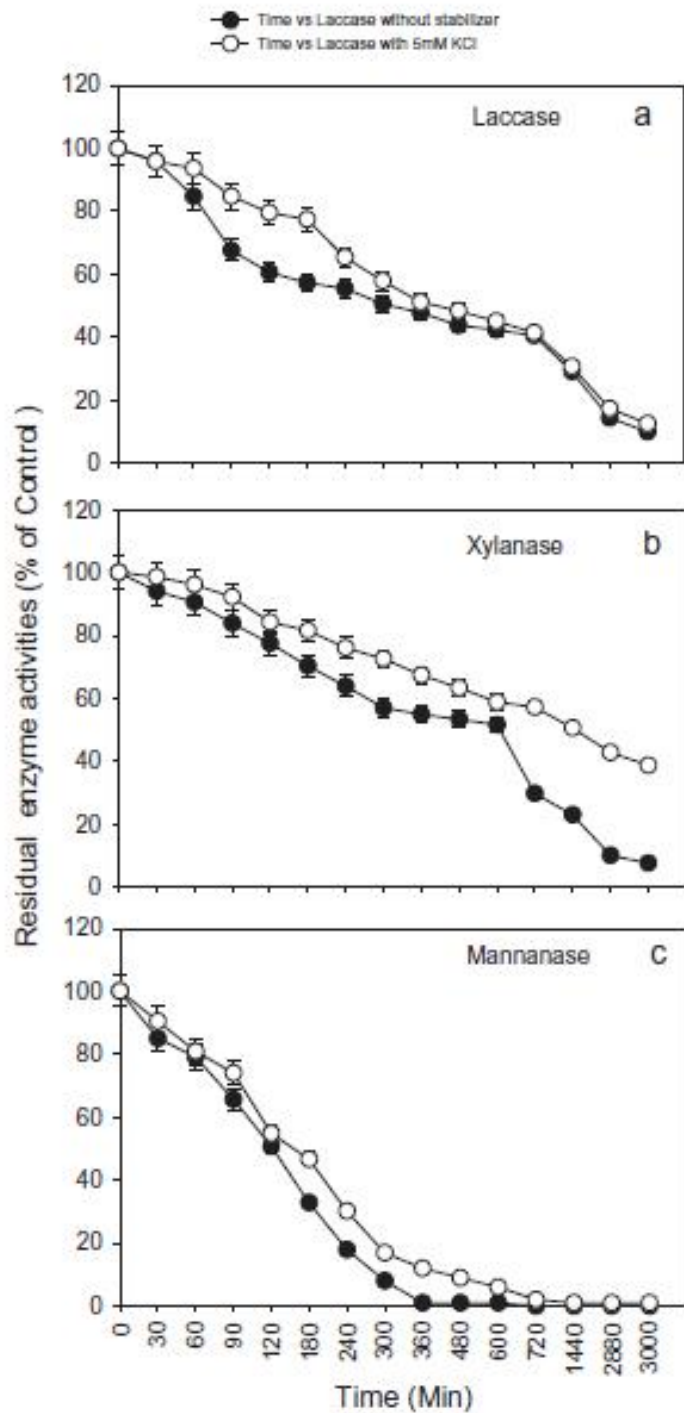 Time vs Laccase without stabilizer
Time vs Laccase with 5mM KCl
120
Laccase a
100
80
60
40
20
0
120
Xylanase b
100
80
60
40
20
0
120
Mannanase c
100
80
60
40
20
0
0 30 60 90 120 180 240 300 360 480 600 720 1440 2880 3000
Time (Min)
Residual enzyme activities (% of Control )